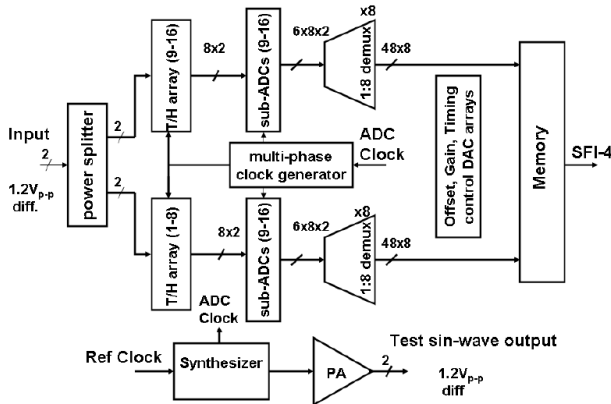 x8
8x2
6x8x2
48x8
T/H array (9-16)
sub-ADCs (9-16)
1:8 demux
Input
2
1.2Vp-p
diff.
power splitter
2
2
multi-phase
clock generator
ADC
Clock
Offset, Gain, Timing
control DAC arrays
Memory
SFI-4
T/H array (1-8)
8x2
sub-ADCs (9-16)
6x8x2
x8
1:8 demux
48x8
ADC
Clock
Ref Clock
Synthesizer
PA
2
Test sin-wave output
1.2Vp-p
diff